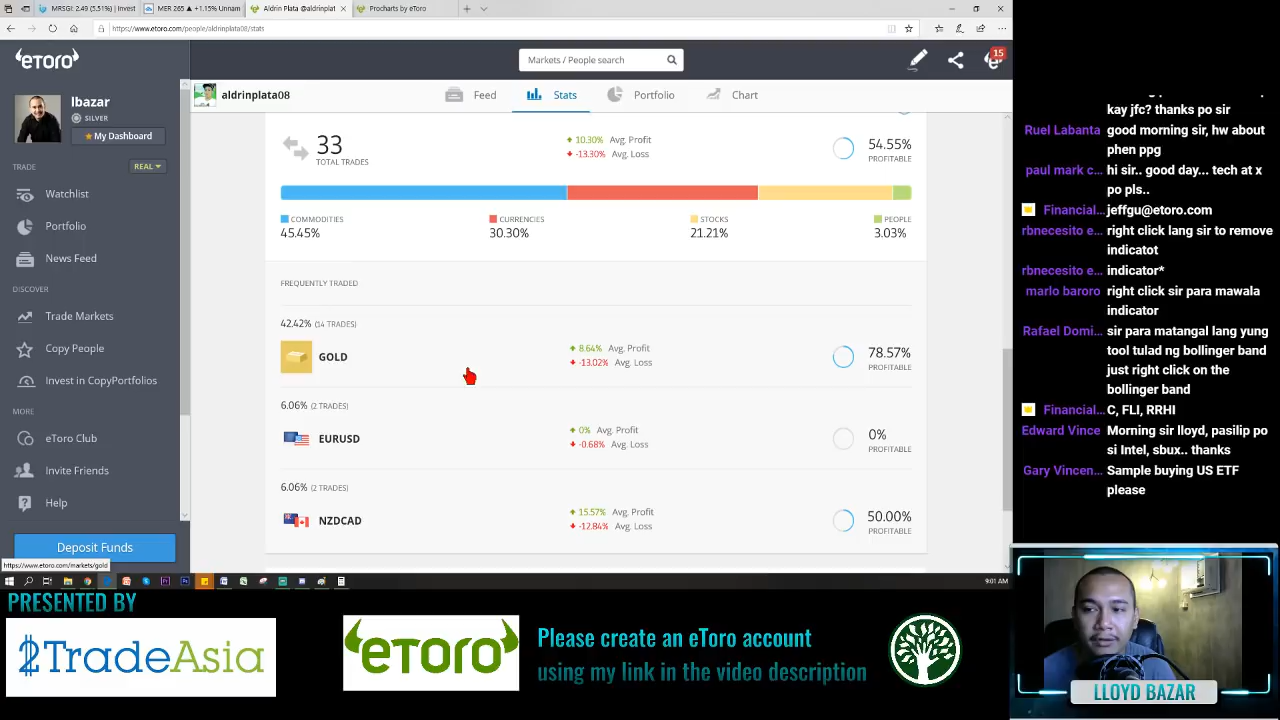 MRSGI: 2.49 (5.51%) | Invest
MER 265 ▲ +1.15% Unnam
Aldrin Plata @aldrinplat
Procharts by eToro
https://www.etoro.com/people/aldrinplata08/stats
eToro
Markets / People search
15
lbazar
SILVER
★ My Dashboard
TRADE
REAL
Watchlist
Portfolio
News Feed
DISCOVER
Trade Markets
Copy People
Invest in CopyPortfolios
MORE
eToro Club
Invite Friends
Help
Deposit Funds
https://www.etoro.com/markets/gold
aldrinplata08
Feed
Stats
Portfolio
Chart
33
TOTAL TRADES
10.30% Avg. Profit
-13.30% Avg. Loss
54.55%
PROFITABLE
COMMODITIES
45.45%
CURRENCIES
30.30%
STOCKS
21.21%
PEOPLE
3.03%
FREQUENTLY TRADED
42.42% (14 TRADES)
GOLD
8.64% Avg. Profit
-13.02% Avg. Loss
78.57%
PROFITABLE
6.06% (2 TRADES)
EURUSD
0% Avg. Profit
-0.68% Avg. Loss
0%
PROFITABLE
6.06% (2 TRADES)
NZDCAD
15.57% Avg. Profit
-12.84% Avg. Loss
50.00%
PROFITABLE
9:01 AM
kay jfc? thanks po sir
Ruel Labanta good morning sir, hw about
phen ppg
paul mark c... hi sir.. good day... tech at x
po pls..
Financial... jeffgu@etoro.com
rbnecesito e... right click lang sir to remove
indicatot
rbnecesito e... indicator*
marlo baroro right click sir para mawala
indicator
Rafael Domi... sir para matangal lang yung
tool tulad ng bollinger band
just right click on the
bollinger band
Financial... C, FLI, RRHI
Edward Vince Morning sir lloyd, pasilip po
si Intel, sbux.. thanks
Gary Vincen... Sample buying US ETF
please
PRESENTED BY
2TradeAsia
eToro
Please create an eToro account
using my link in the video description
LLOYD BAZAR